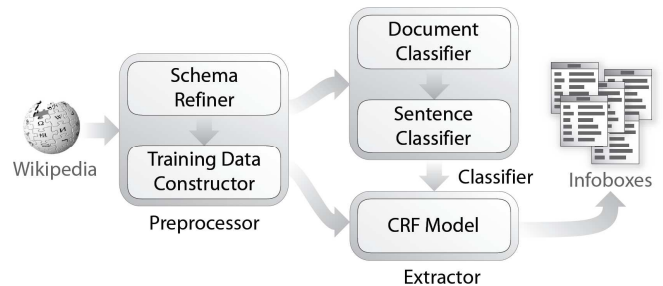 Document
Classifier
Schema
Refiner
Sentence
Classifier
Wikipedia
Training Data
Constructor
Classifier
Infoboxes
Preprocessor
CRF Model
Extractor